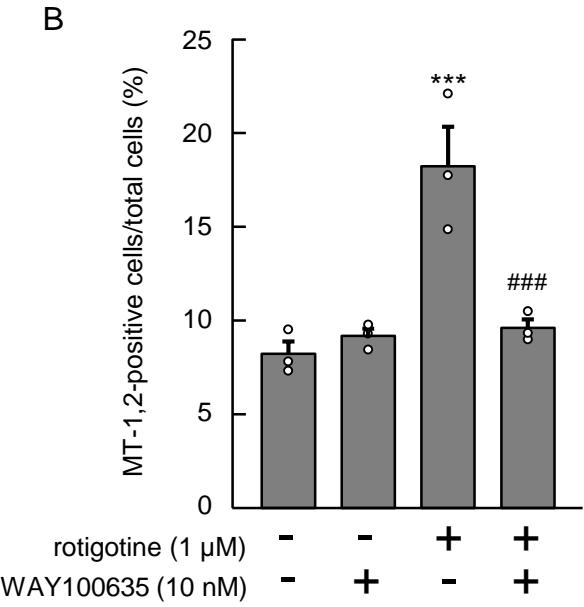 B
MT-1,2-positive cells/total cells (%)
25
20
15
10
5
0
***
###
rotigotine (1 μM) - - + +
WAY100635 (10 nM) - + - +